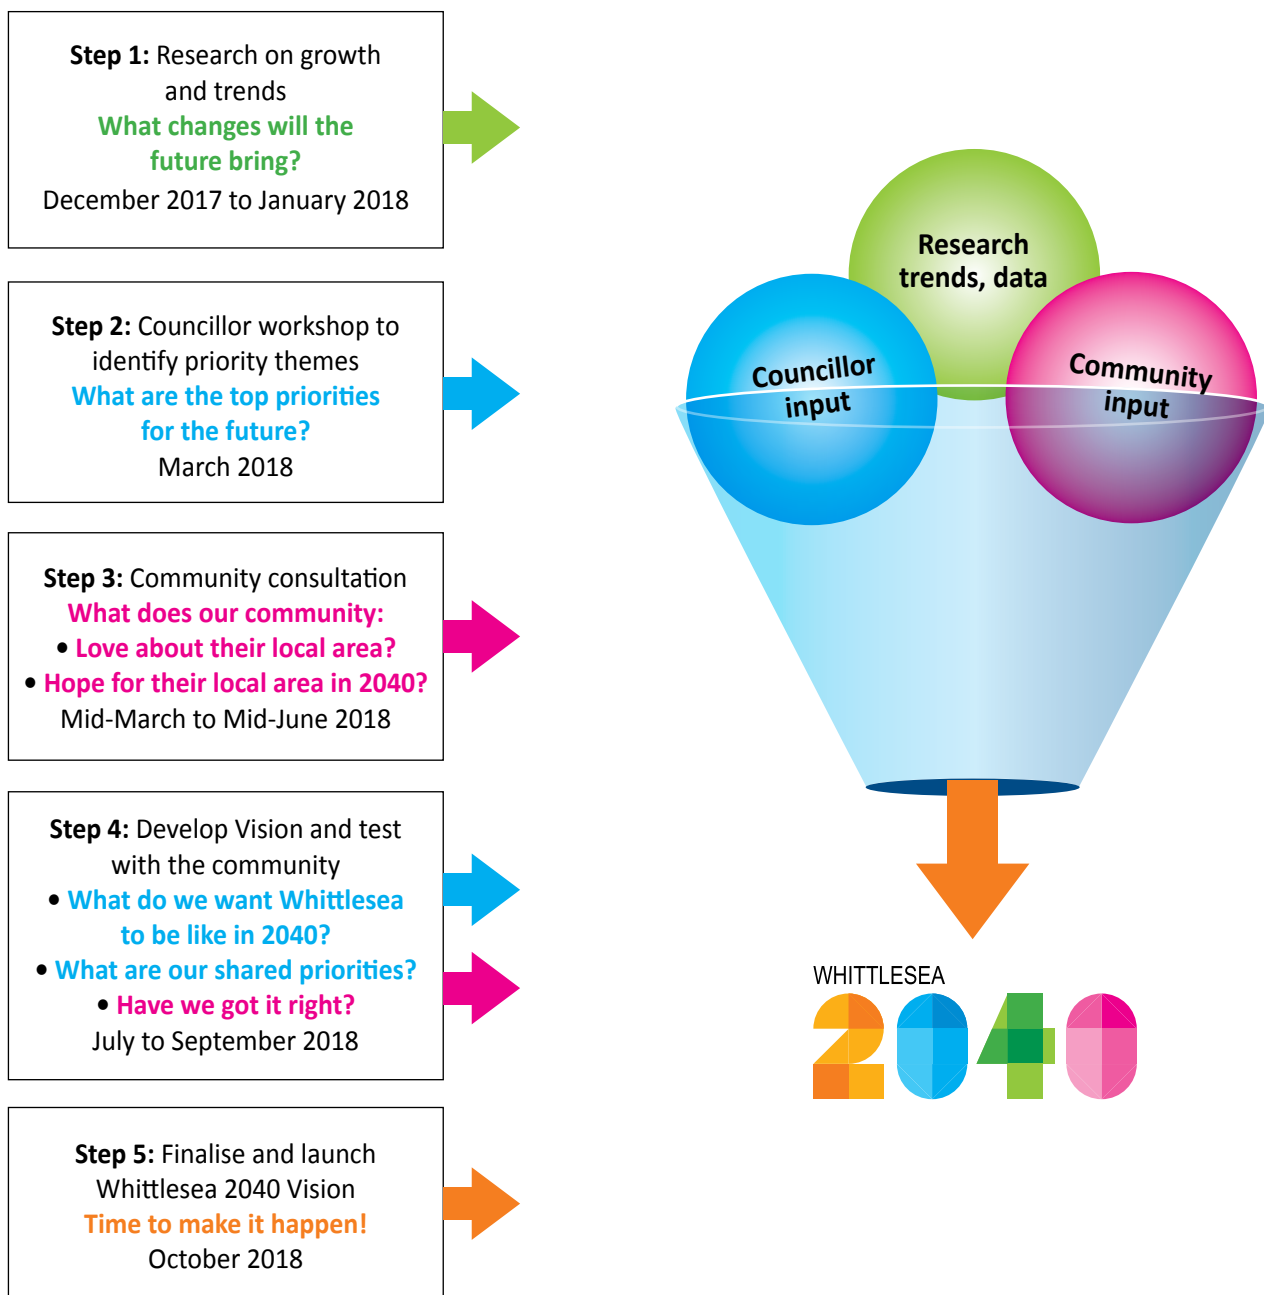 Step 1: Research on growth
and trends
What changes will the
future bring?
December 2017 to January 2018
Step 2: Councillor workshop to
identify priority themes
What are the top priorities
for the future?
March 2018
Step 3: Community consultation
What does our community:
• Love about their local area?
• Hope for their local area in 2040?
Mid-March to Mid-June 2018
Step 4: Develop Vision and test
with the community
• What do we want Whittlesea
to be like in 2040?
• What are our shared priorities?
• Have we got it right?
July to September 2018
Step 5: Finalise and launch
Whittlesea 2040 Vision
Time to make it happen!
October 2018
Research
trends, data
Councillor
input
Community
input
WHITTLESEA
2040